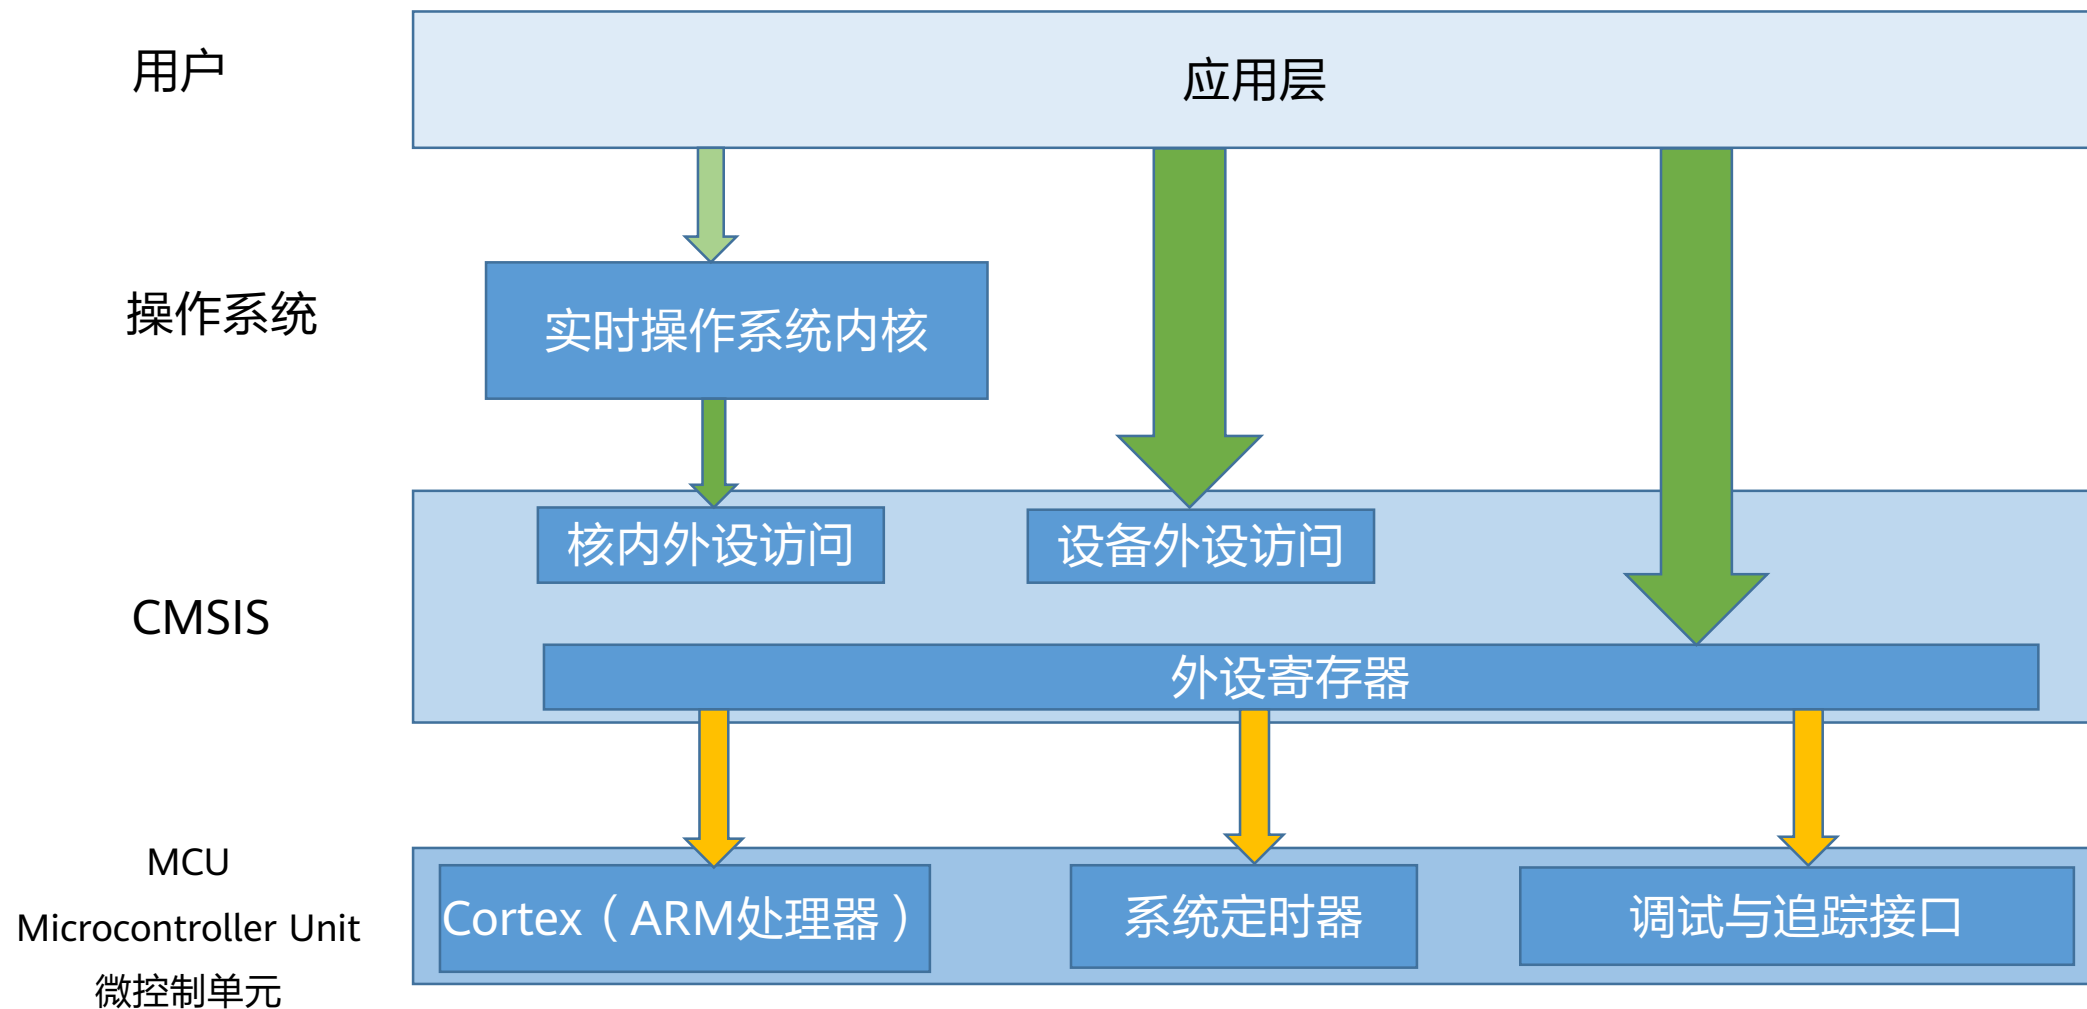 用户
应用层
操作系统
实时操作系统内核
核内外设访问
设备外设访问
CMSIS
外设寄存器
MCU
Microcontroller Unit
微控制单元
Cortex（ARM处理器）
系统定时器
调试与追踪接口